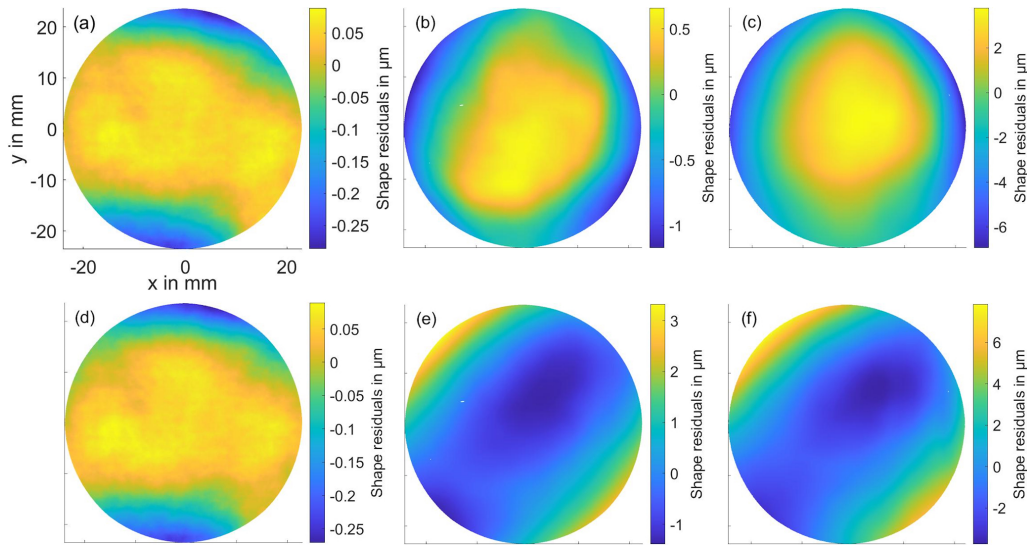 (a)
20
10
0
-10
-20
y in mm
-20
0
20
x in mm
0.05
0
-0.05
-0.1
-0.15
-0.2
-0.25
Shape residuals in µm
(b)
0.5
0
-0.5
-1
Shape residuals in µm
(c)
2
0
-2
-4
-6
Shape residuals in µm
(d)
0.05
0
-0.05
-0.1
-0.15
-0.2
-0.25
Shape residuals in µm
(e)
3
2
1
0
-1
Shape residuals in µm
(f)
6
4
2
0
-2
Shape residuals in µm